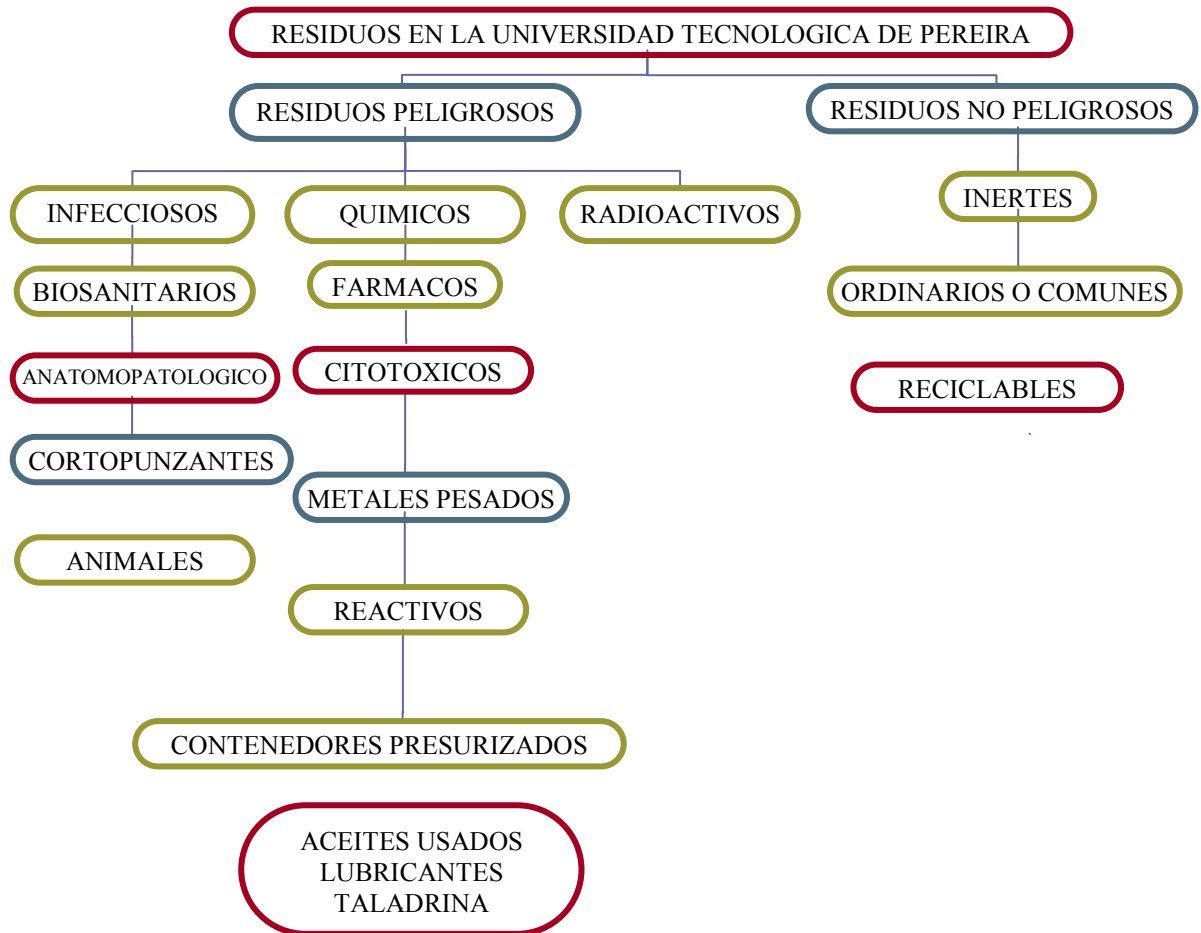 RESIDUOS EN LA UNIVERSIDAD TECNOLOGICA DE PEREIRA
RESIDUOS PELIGROSOS
RESIDUOS NO PELIGROSOS
INFECCIOSOS
QUIMICOS
RADIOACTIVOS
INERTES
BIOSANITARIOS
FARMACOS
ORDINARIOS O COMUNES
ANATOMOPATOLOGICO
CITOTOXICOS
RECICLABLES
CORTOPUNZANTES
METALES PESADOS
ANIMALES
REACTIVOS
CONTENEDORES PRESURIZADOS
ACEITES USADOS
LUBRICANTES
TALADRINA